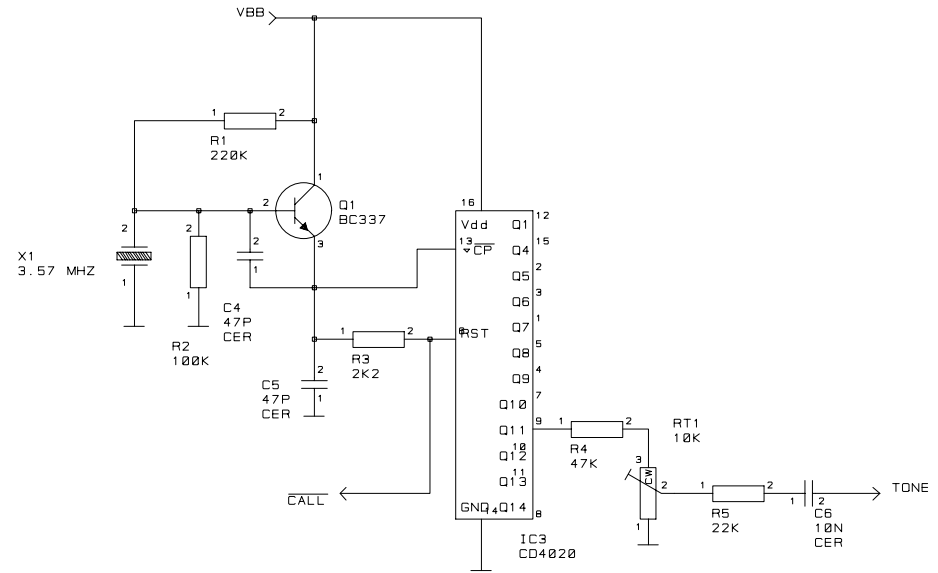 VBB
1 2
R1
220K
1
2
Q1
BC337
3
16
Vdd Q1 12
13 CP Q4 15
Q5 2
Q6 3
Q7 1
RST Q8 5
Q9 4
Q10 7
Q11 9
10
Q12
11
Q13
GND 14 Q14 8
IC3
CD4020
2
X1
3.57 MHZ
1
2
1
R2
100K
2
1
C4
47P
CER
1 2
R3
2K2
2
1
C5
47P
CER
CALL
1 2
R4
47K
RT1
10K
3
CW
2
1
1 2
R5
22K
1 2
C6
10N
CER
TONE